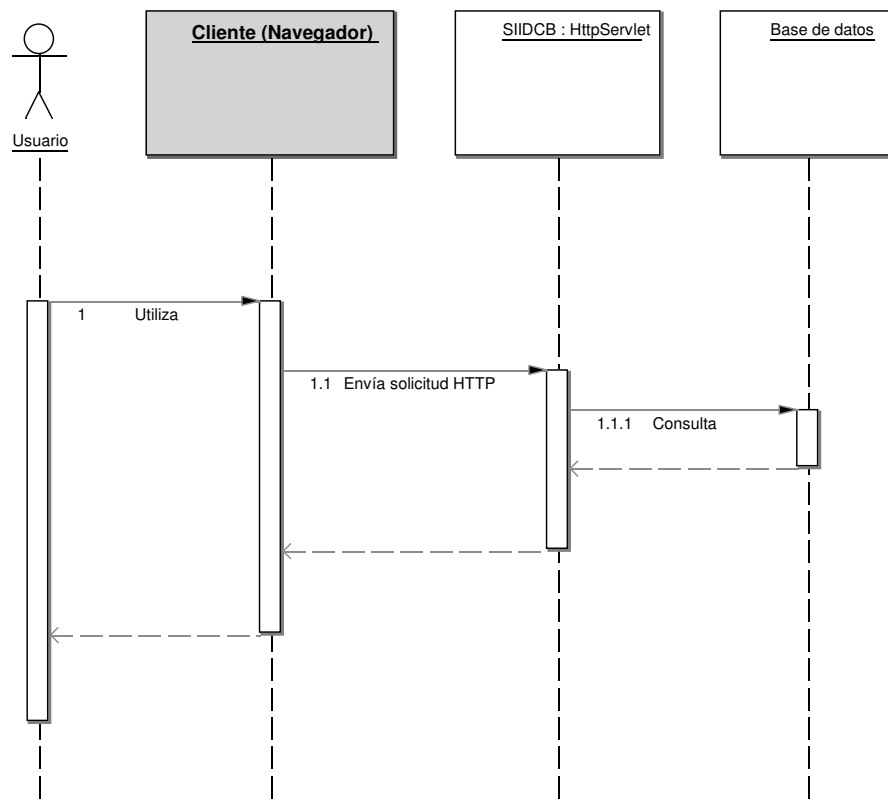 Cliente (Navegador)
SIIDCB : HttpServlet
Base de datos
Usuario
1 Utiliza
1.1 Envía solicitud HTTP
1.1.1 Consulta